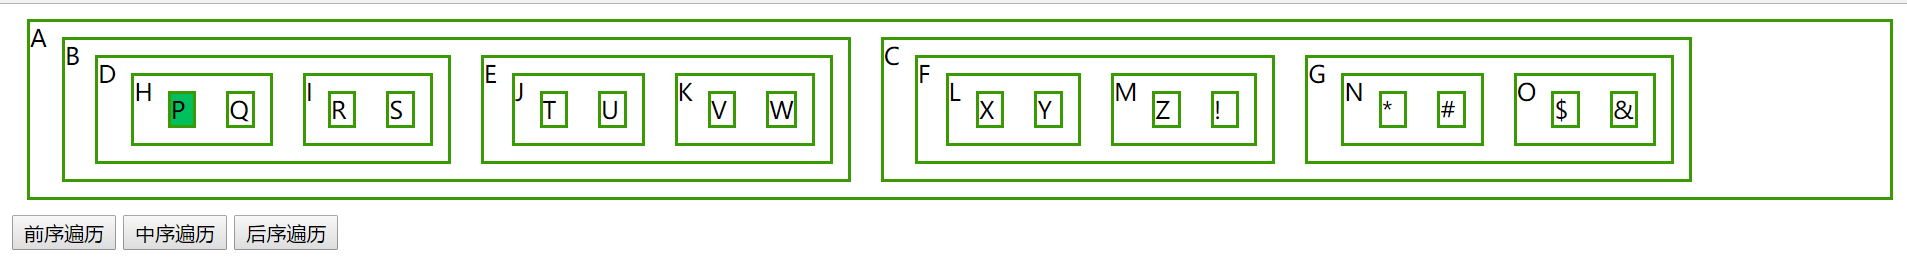 A
B C
D E F G
H I J K L M N O
P Q R S T U V W X Y Z ! * # $ &
前序遍历 中序遍历 后序遍历